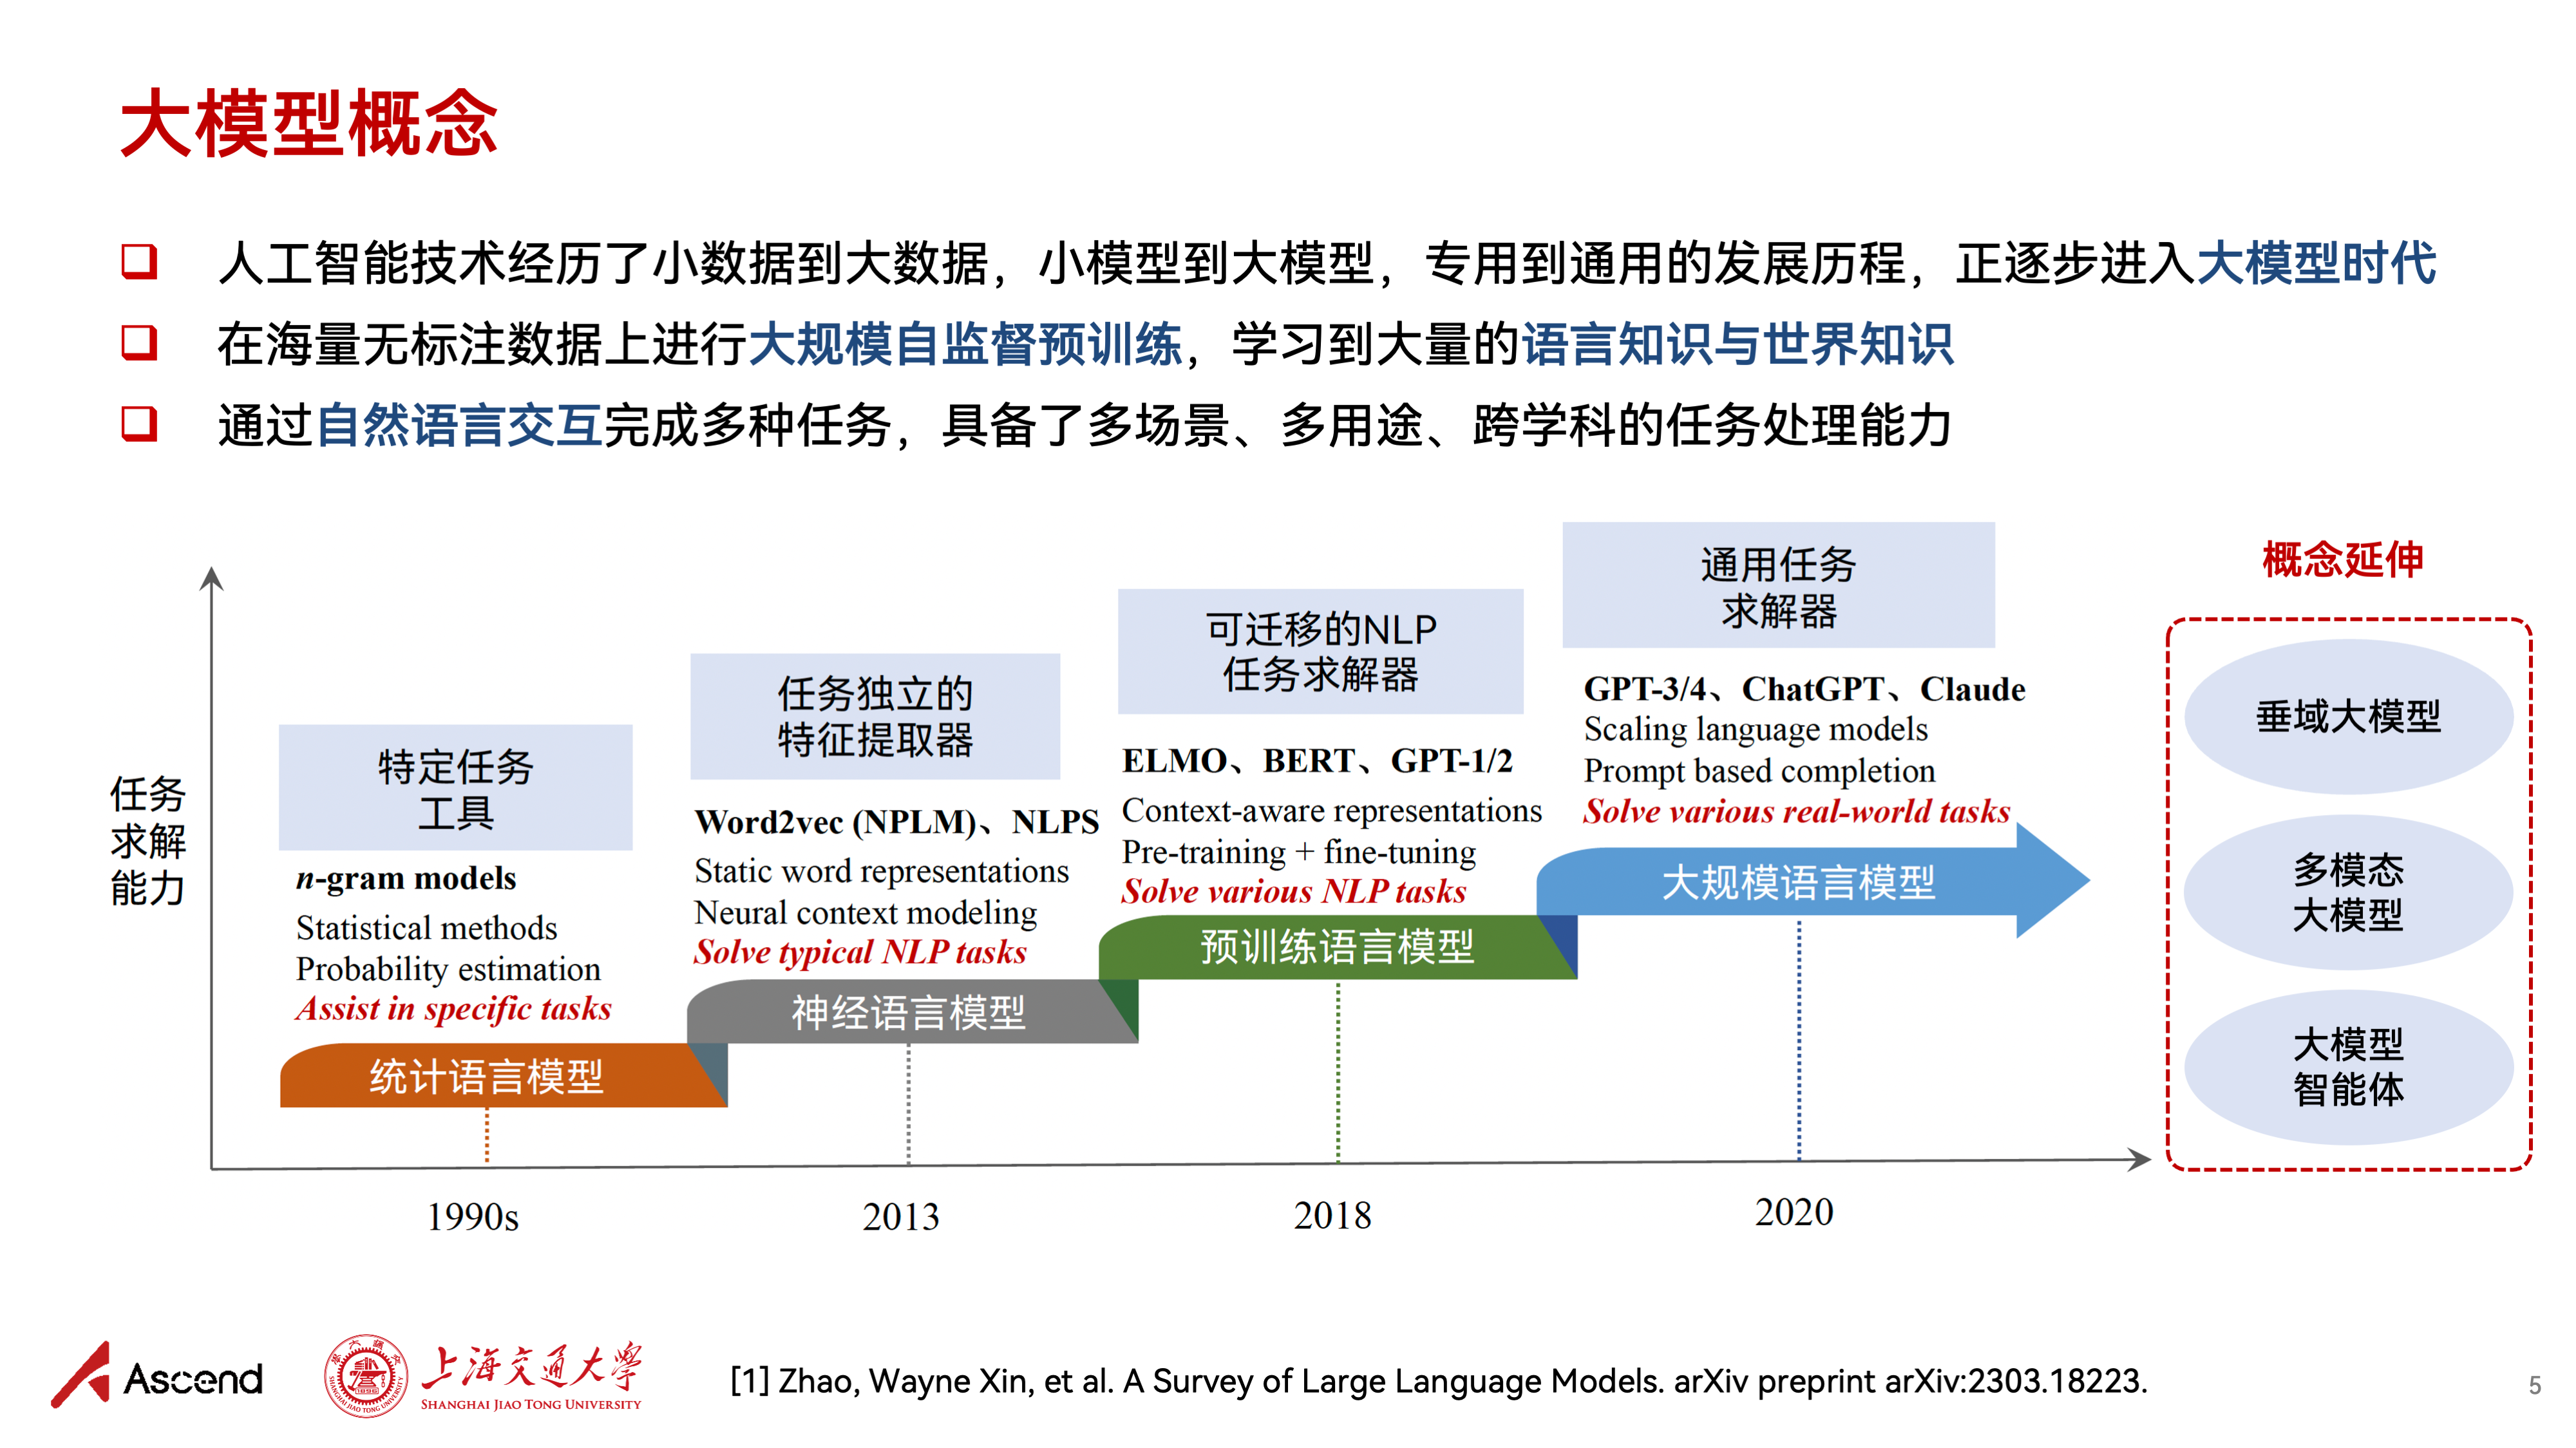 大模型概念
人工智能技术经历了小数据到大数据，小模型到大模型，专用到通用的发展历程，正逐步进入大模型时代
在海量无标注数据上进行大规模自监督预训练，学习到大量的语言知识与世界知识
通过自然语言交互完成多种任务，具备了多场景、多用途、跨学科的任务处理能力
任务
求解
能力
特定任务
工具
n-gram models
Statistical methods
Probability estimation
Assist in specific tasks
统计语言模型
1990s
任务独立的
特征提取器
Word2vec (NPLM)、NLPS
Static word representations
Neural context modeling
Solve typical NLP tasks
神经语言模型
2013
可迁移的NLP
任务求解器
ELMO、BERT、GPT-1/2
Context-aware representations
Pre-training + fine-tuning
Solve various NLP tasks
预训练语言模型
2018
通用任务
求解器
GPT-3/4、ChatGPT、Claude
Scaling language models
Prompt based completion
Solve various real-world tasks
大规模语言模型
2020
概念延伸
垂域大模型
多模态
大模型
大模型
智能体
Ascend
上海交通大学
SHANGHAI JIAO TONG UNIVERSITY
[1] Zhao, Wayne Xin, et al. A Survey of Large Language Models. arXiv preprint arXiv:2303.18223.
5